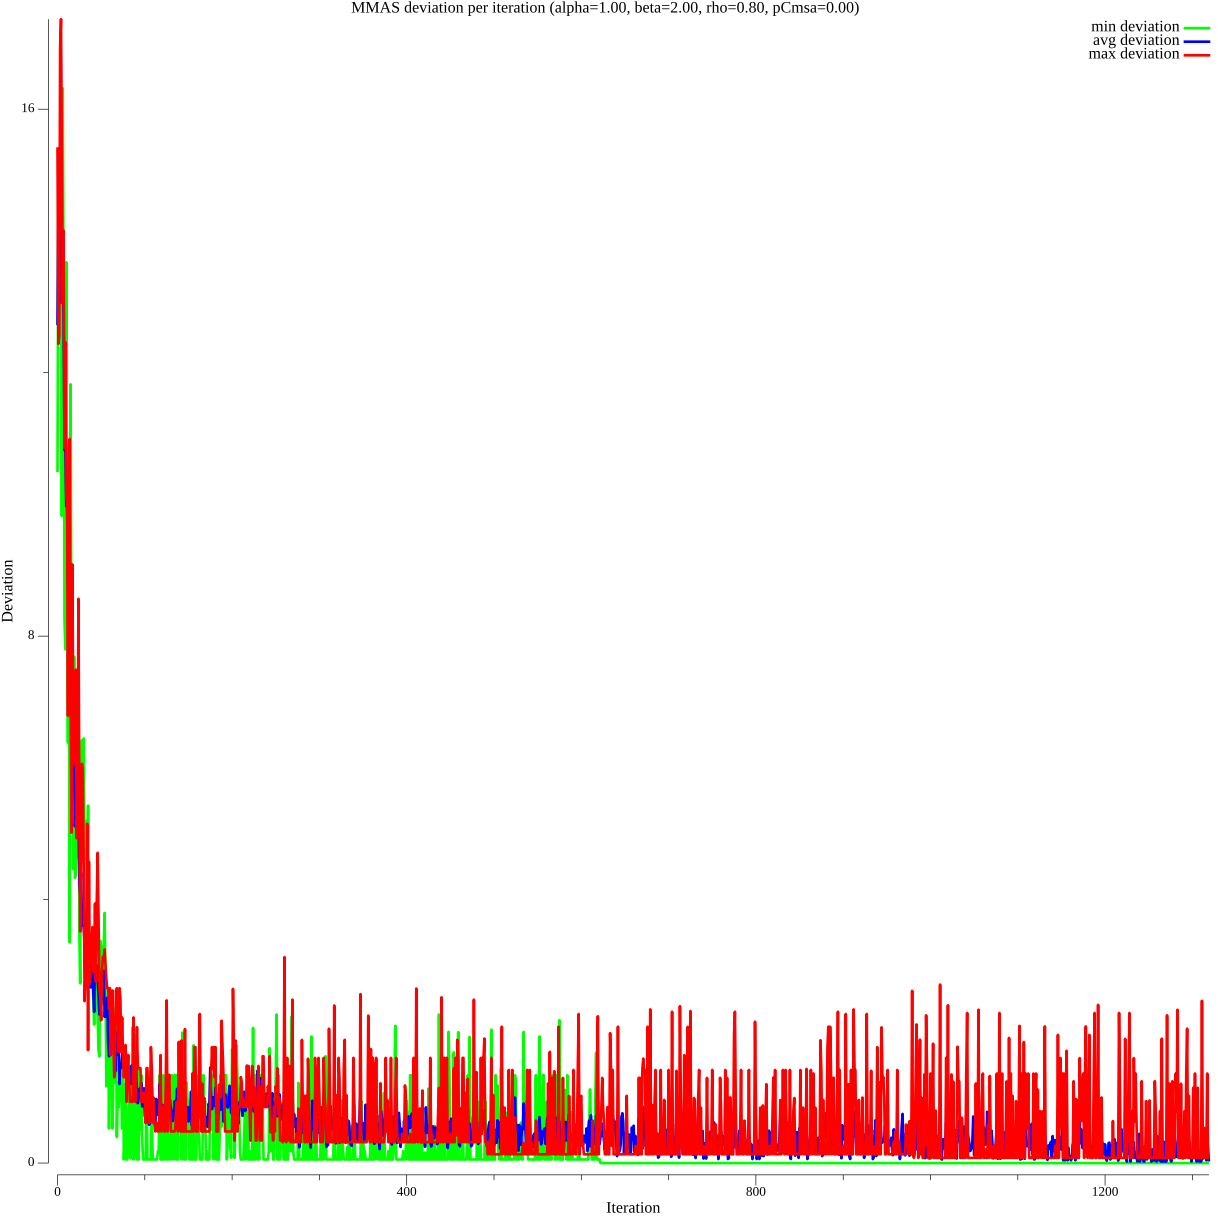 MMAS deviation per iteration (alpha=1.00, beta=2.00, rho=0.80, pCmsa=0.00)
min deviation
avg deviation
max deviation
16
8
0
Deviation
0
400
800
1200
Iteration